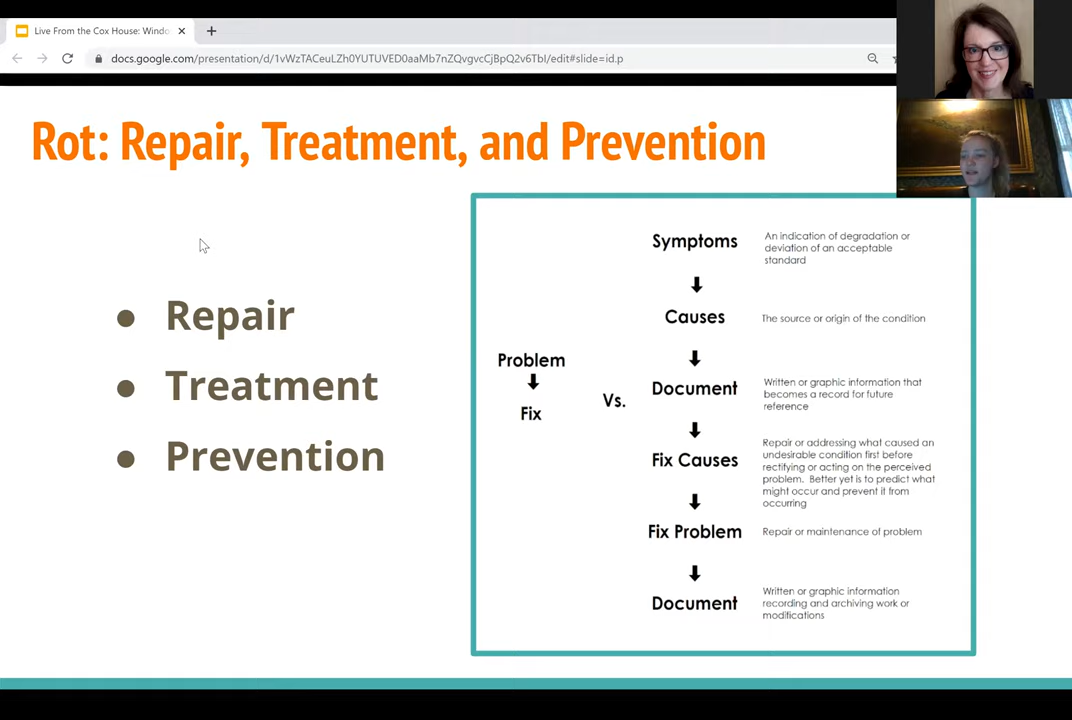 Live From the Cox House: Windo
docs.google.com/presentation/d/1vWzTACeuLZh0YUTUVED0aaMb7nZQvgvcCjBpQ2v6TbI/edit#slide=id.p
Rot: Repair, Treatment, and Prevention
● Repair
● Treatment
● Prevention
Problem
Fix
Vs.
Symptoms
An indication of degradation or
deviation of an acceptable
standard
Causes
The source or origin of the condition
Document
Written or graphic information that
becomes a record for future
reference
Fix Causes
Repair or addressing what caused an
undesirable condition first before
rectifying or acting on the perceived
problem. Better yet is to predict what
might occur and prevent it from
occurring
Fix Problem
Repair or maintenance of problem
Document
Written or graphic information
recording and archiving work or
modifications